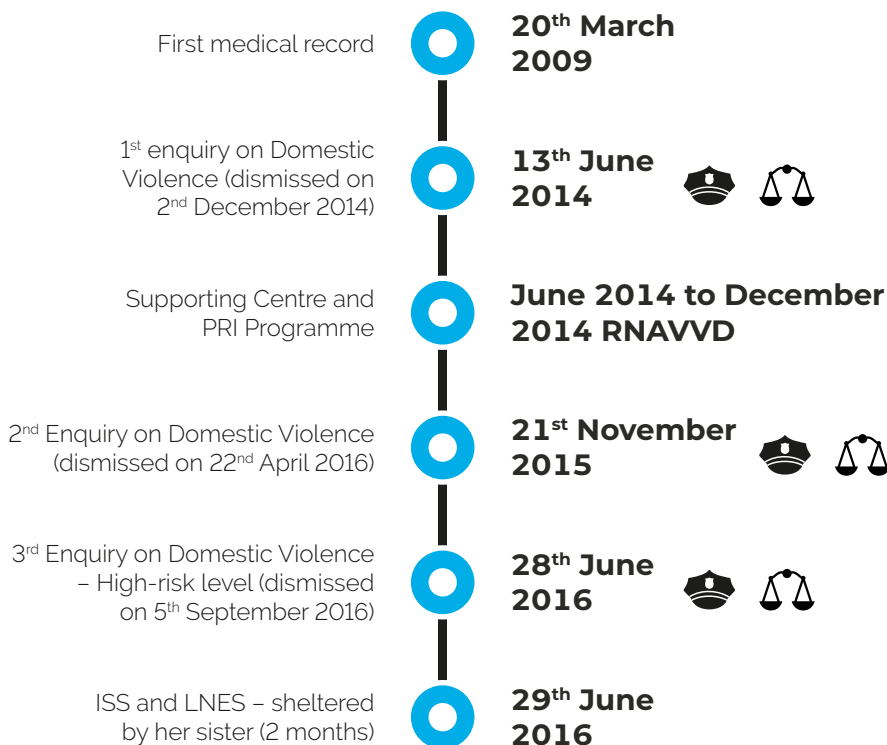 First medical record
20th March
2009
1st enquiry on Domestic
Violence (dismissed on
2nd December 2014)
13th June
2014
Supporting Centre and
PRI Programme
June 2014 to December
2014 RNAVVD
2nd Enquiry on Domestic Violence
(dismissed on 22nd April 2016)
21st November
2015
3rd Enquiry on Domestic Violence
– High-risk level (dismissed
on 5th September 2016)
28th June
2016
ISS and LNES – sheltered
by her sister (2 months)
29th June
2016